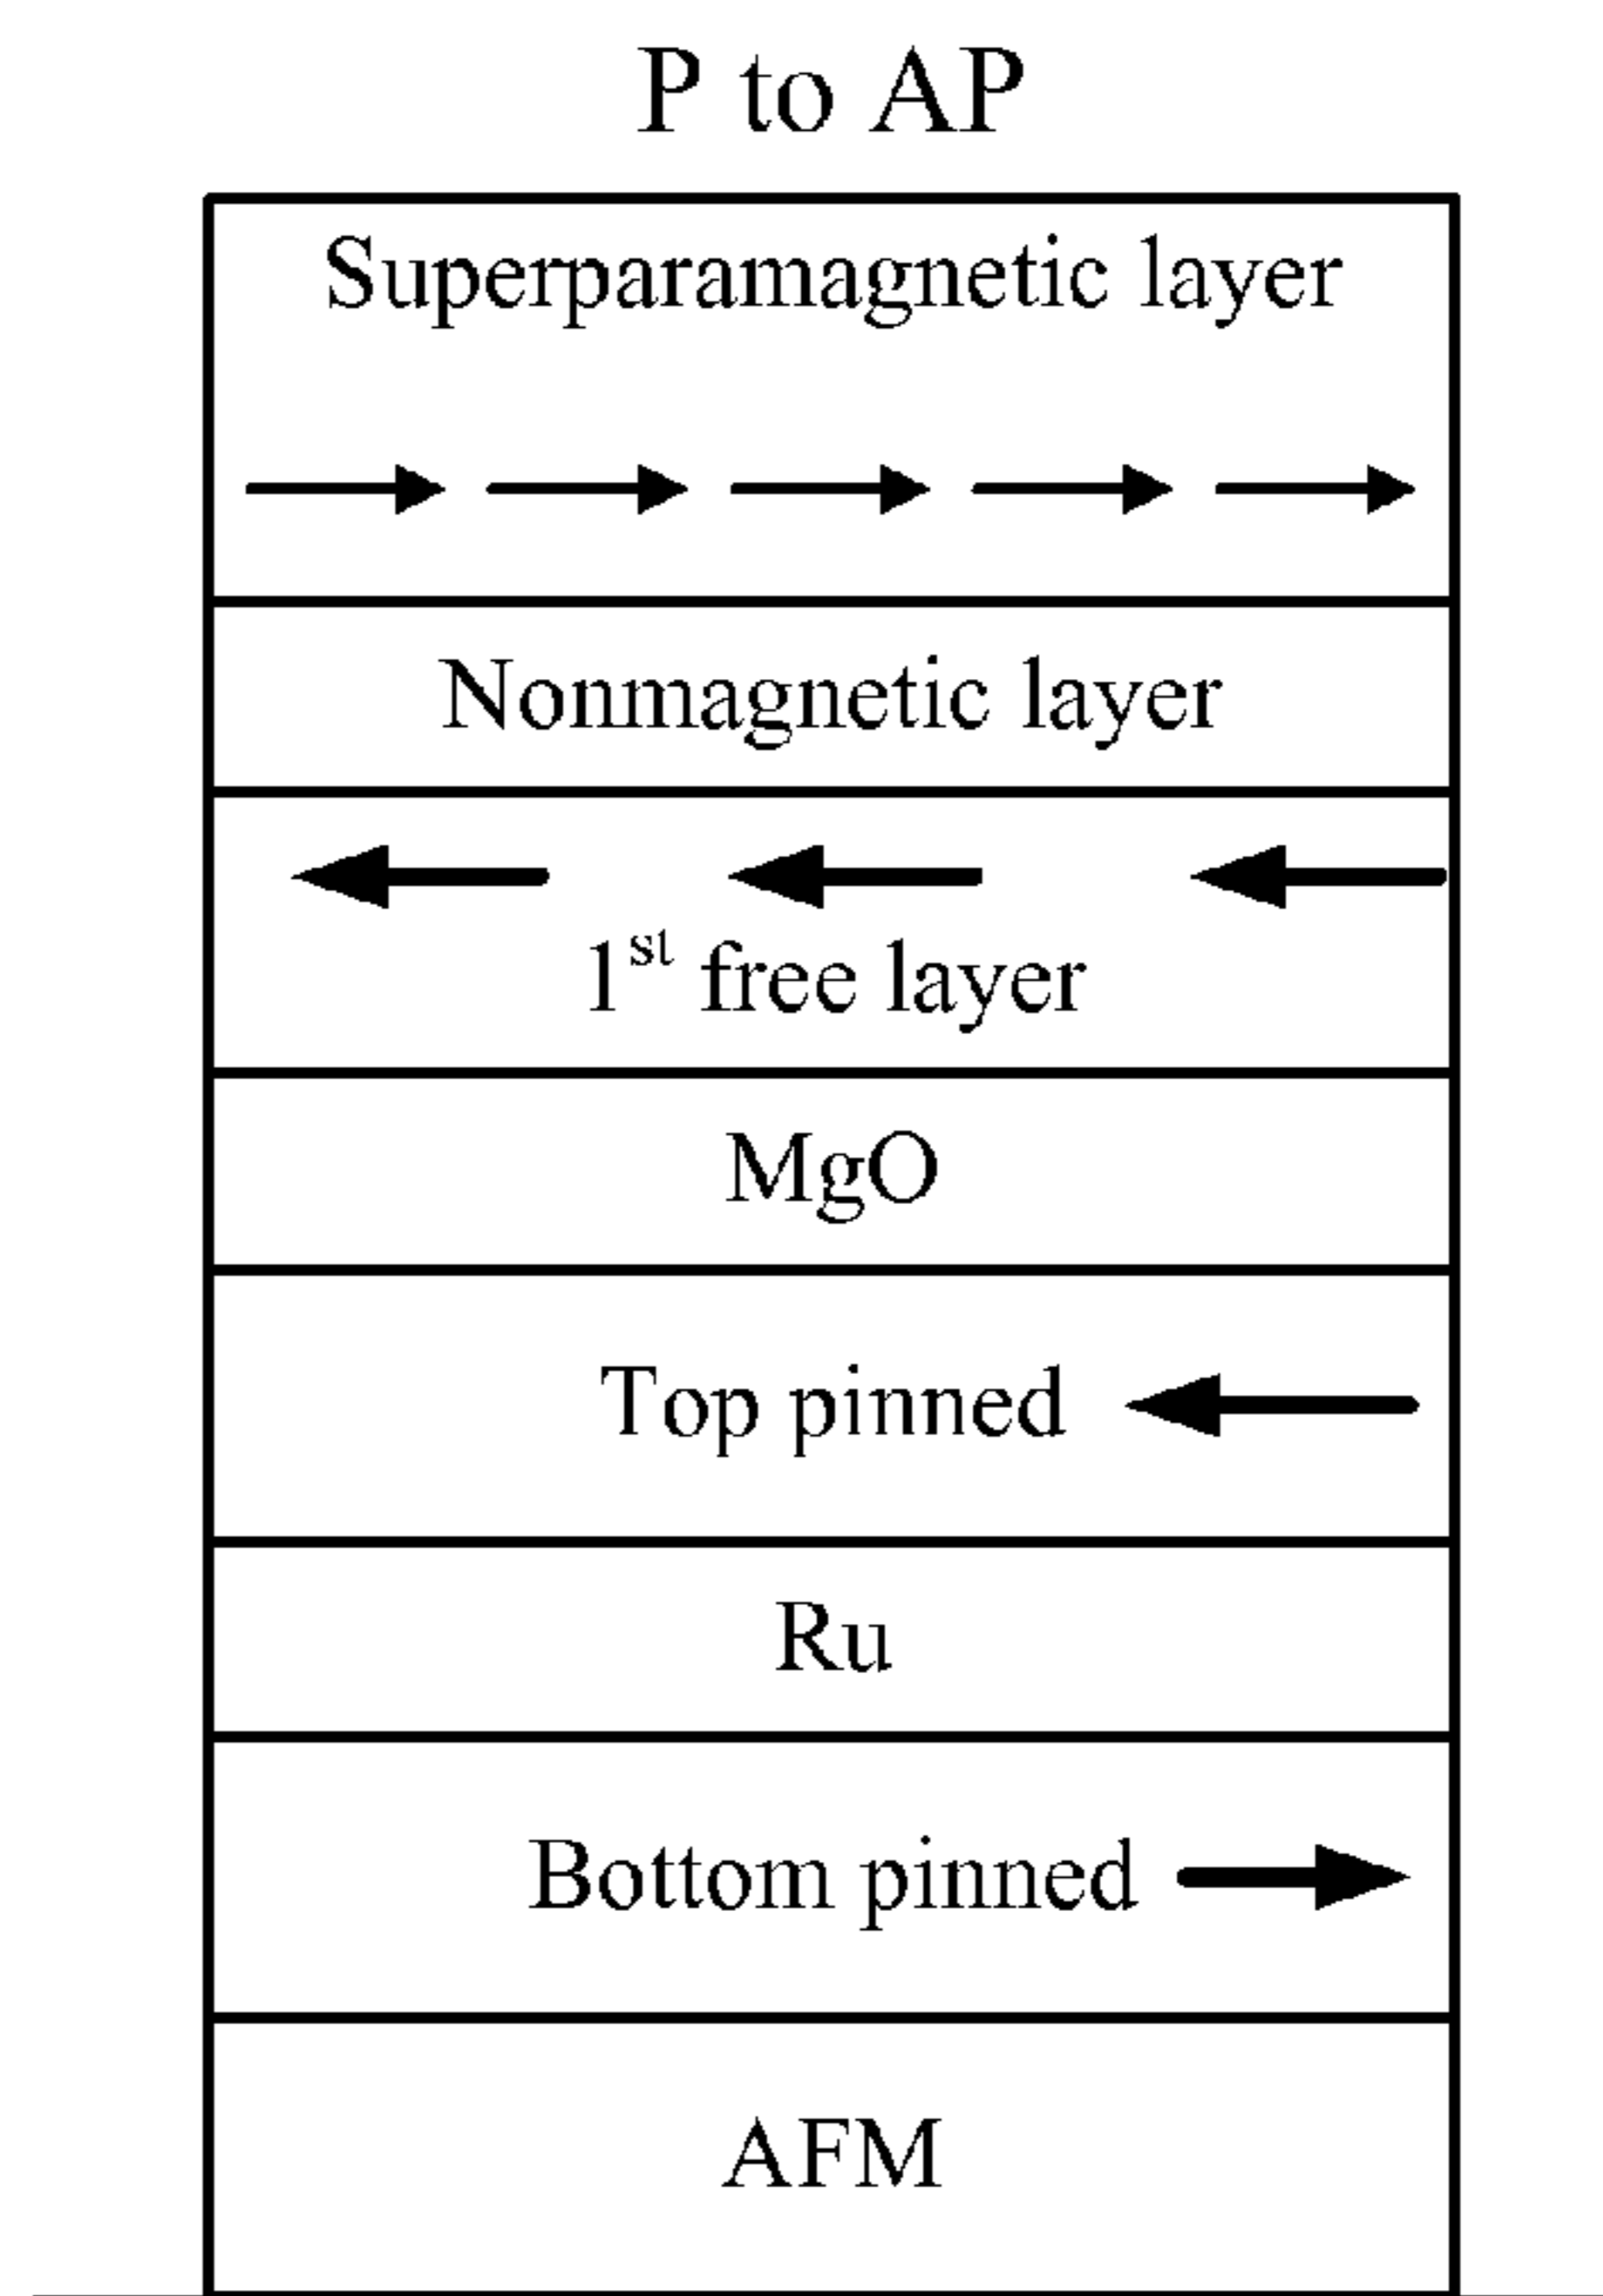 P to AP
Superparamagnetic layer
Nonmagnetic layer
1st free layer
MgO
Top pinned
Ru
Bottom pinned
AFM